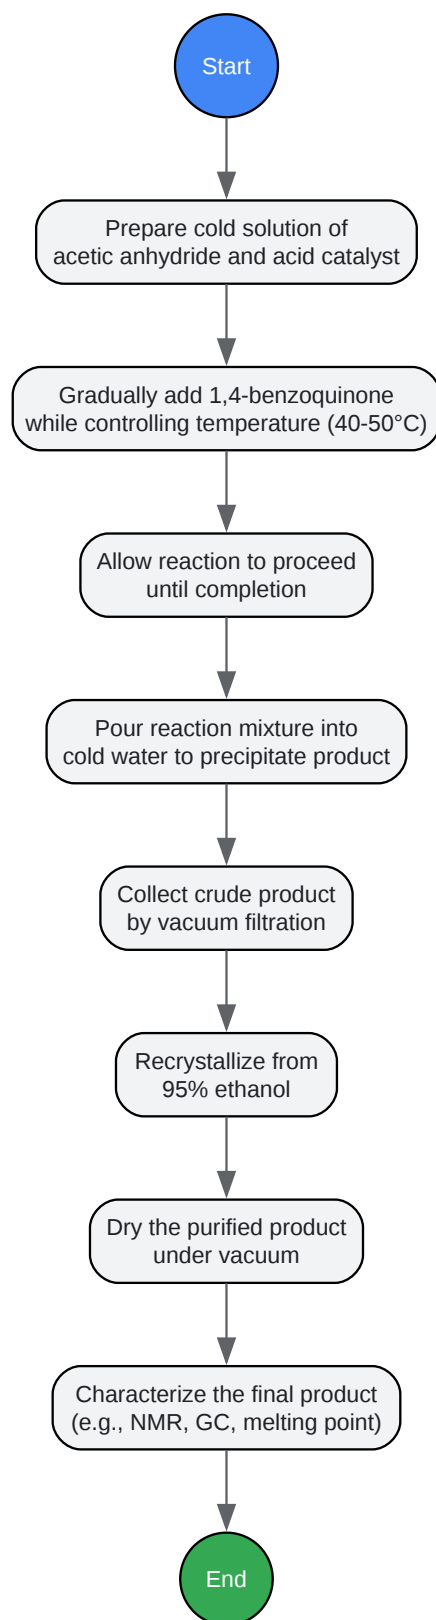 Start
Prepare cold solution of
acetic anhydride and acid catalyst
Gradually add 1,4-benzoquinone
while controlling temperature (40-50°C)
Allow reaction to proceed
until completion
Pour reaction mixture into
cold water to precipitate product
Collect crude product
by vacuum filtration
Recrystallize from
95% ethanol
Dry the purified product
under vacuum
Characterize the final product
(e.g., NMR, GC, melting point)
End